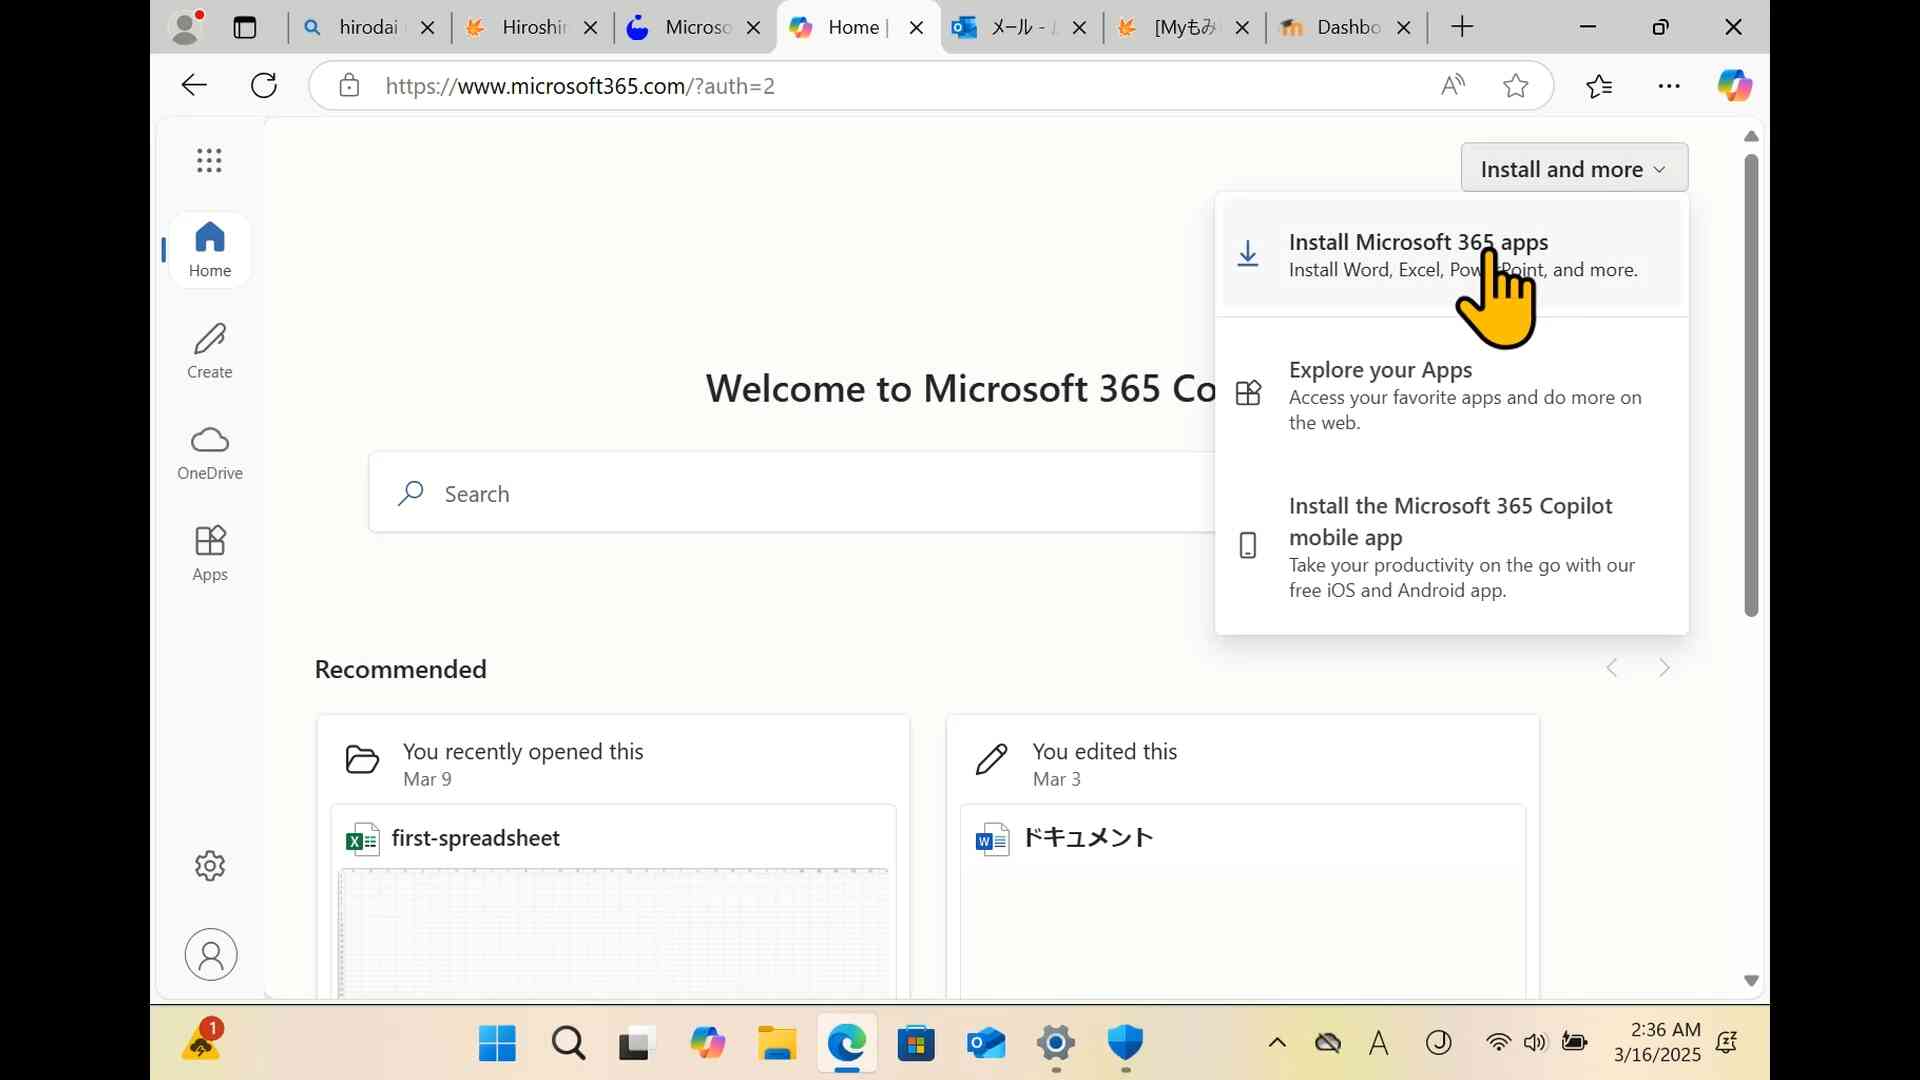 hirodai
Hiroshin
Microso
Home |
メール -
[Myもみ
Dashbo
https://www.microsoft365.com/?auth=2
Install and more
Home
Create
OneDrive
Apps
Install Microsoft 365 apps
Install Word, Excel, PowerPoint, and more.
Explore your Apps
Access your favorite apps and do more on
the web.
Install the Microsoft 365 Copilot
mobile app
Take your productivity on the go with our
free iOS and Android app.
Welcome to Microsoft 365 Co
Search
Recommended
You recently opened this
Mar 9
first-spreadsheet
You edited this
Mar 3
ドキュメント
1
A
J
2:36 AM
3/16/2025